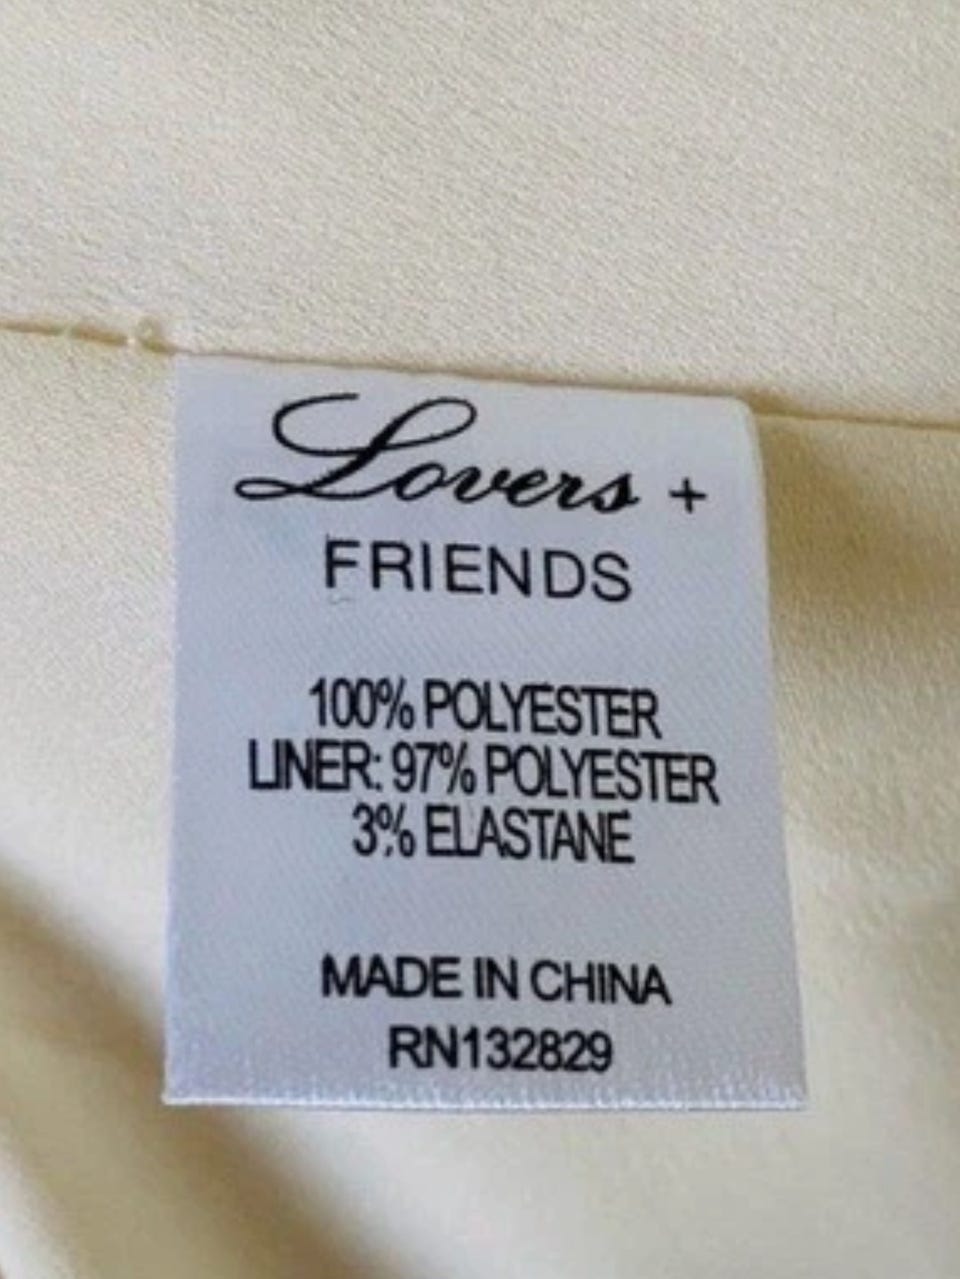 Lovers +
FRIENDS
100% POLYESTER
LINER: 97% POLYESTER
3% ELASTANE
MADE IN CHINA
RN132829